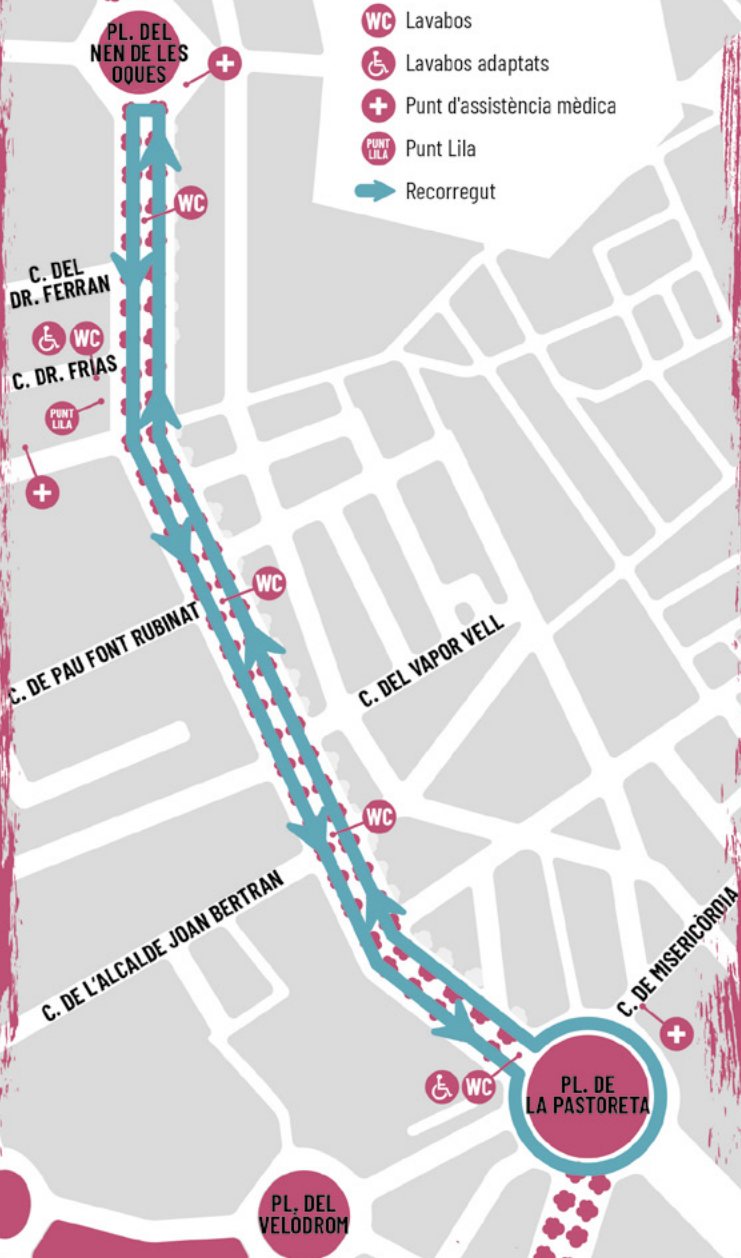 PL. DEL
NEN DE LES
OQUES
WC Lavabos
Lavabos adaptats
Punt d'assistència mèdica
PUNT
LILA
Punt Lila
Recorregut
WC
C. DEL
DR. FERRAN
WC
C. DR. FRIAS
PUNT
LILA
WC
C. DE PAU FONT RUBINAT
C. DEL VAPOR VELL
WC
C. DE L'ALCALDE JOAN BERTRAN
C. DE MISERICÒRDIA
WC
PL. DE
LA PASTORETA
PL. DEL
VELÒDROM